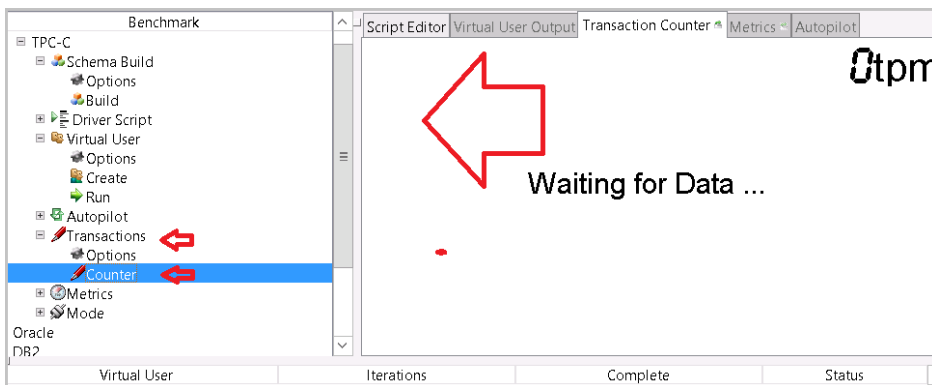 Benchmark
Script Editor Virtual User Output Transaction Counter Metrics Autopilot
TPC-C
Schema Build
Options
Build
Driver Script
Virtual User
Options
Create
Run
Autopilot
Transactions
Options
Counter
Metrics
Mode
Oracle
DB2
0 tpm
Waiting for Data ...
Virtual User Iterations Complete Status